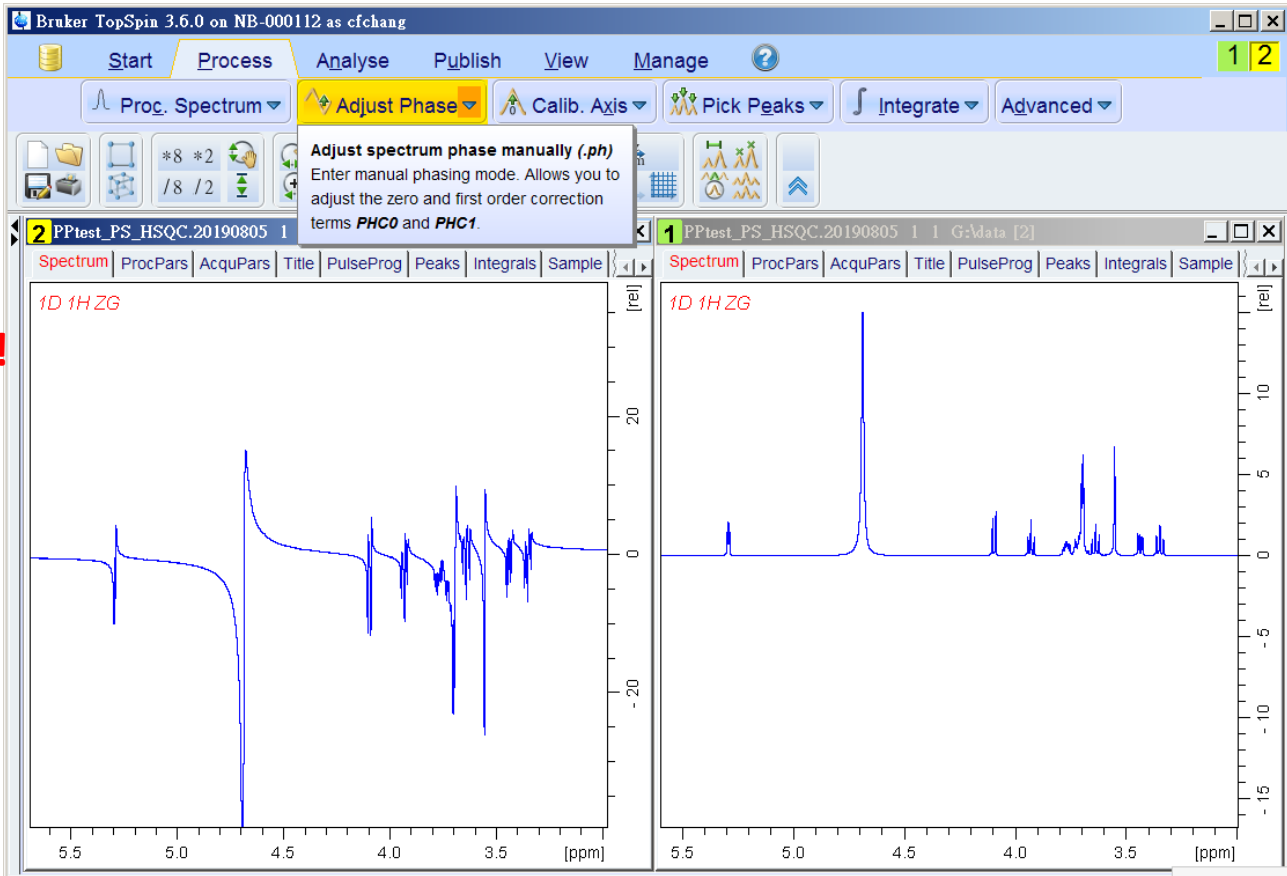 Bruker TopSpin 3.6.0 on NB-000112 as cfchang
Start Process Analyse Publish View Manage ? 1 2
Proc. Spectrum Adjust Phase Calib. Axis Pick Peaks Integrate Advanced
*8 *2
/8 /2
Adjust spectrum phase manually (.ph)
Enter manual phasing mode. Allows you to
adjust the zero and first order correction
terms PHC0 and PHC1.
2 PPtest_PS_HSQC.20190805 1
Spectrum ProcPars AcquPars Title PulseProg Peaks Integrals Sample
1D 1H ZG
[rel]
20
0
- 20
5.5 5.0 4.5 4.0 3.5 [ppm]
1 PPtest_PS_HSQC.20190805 1 1 G:\data [2]
Spectrum ProcPars AcquPars Title PulseProg Peaks Integrals Sample
1D 1H ZG
[rel]
10
5
0
- 5
- 10
- 15
5.5 5.0 4.5 4.0 3.5 [ppm]
!